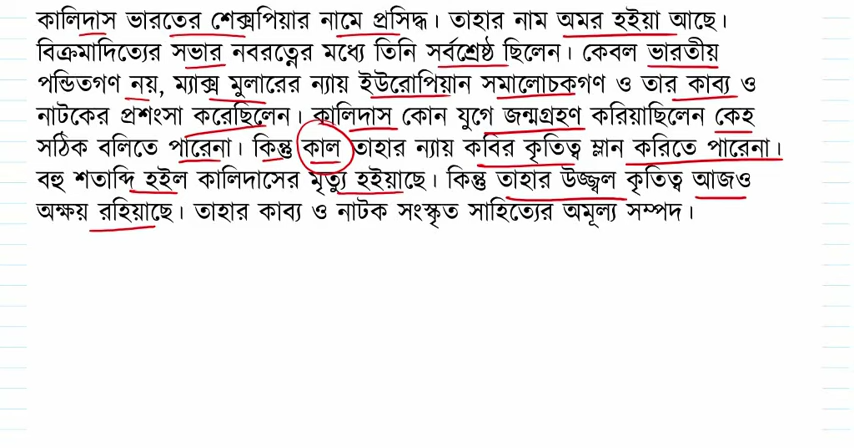 কালিদাস ভারতের শেক্সপিয়ার নামে প্রসিদ্ধ। তাহার নাম অমর হইয়া আছে।
বিক্রমাদিত্যের সভার নবরত্নের মধ্যে তিনি সর্বশ্রেষ্ঠ ছিলেন। কেবল ভারতীয়
পন্ডিতগণ নয়, ম্যাক্স মুলারের ন্যায় ইউরোপিয়ান সমালোচকগণ ও তার কাব্য ও
নাটকের প্রশংসা করেছিলেন। কালিদাস কোন যুগে জন্মগ্রহণ করিয়াছিলেন কেহ
সঠিক বলিতে পারেনা। কিন্তু কাল তাহার ন্যায় কবির কৃতিত্ব ম্লান করিতে পারেনা।
বহু শতাব্দি হইল কালিদাসের মৃত্যু হইয়াছে। কিন্তু তাহার উজ্জ্বল কৃতিত্ব আজও
অক্ষয় রহিয়াছে। তাহার কাব্য ও নাটক সংস্কৃত সাহিত্যের অমূল্য সম্পদ।